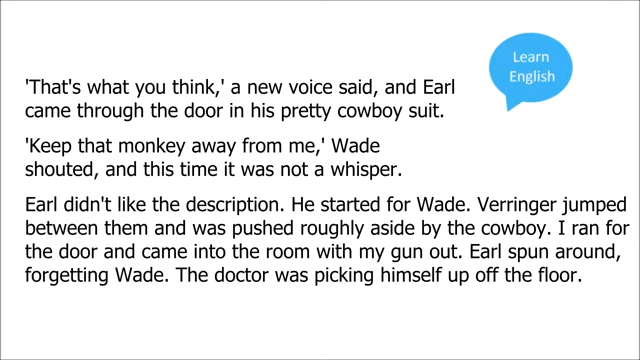 Learn
English
'That's what you think,' a new voice said, and Earl
came through the door in his pretty cowboy suit.
'Keep that monkey away from me,' Wade
shouted, and this time it was not a whisper.
Earl didn't like the description. He started for Wade. Verringer jumped
between them and was pushed roughly aside by the cowboy. I ran for
the door and came into the room with my gun out. Earl spun around,
forgetting Wade. The doctor was picking himself up off the floor.